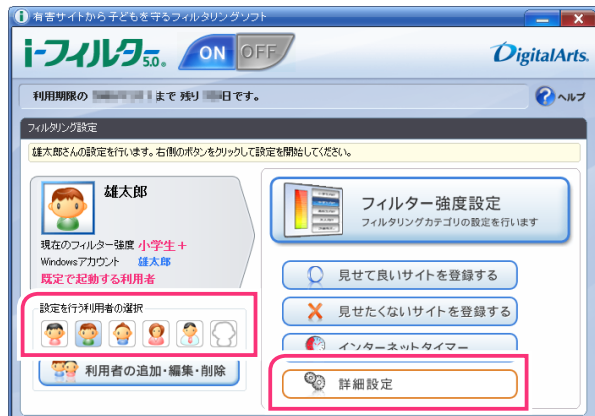 有害サイトから子どもを守るフィルタリングソフト
i-フィルター5.0.
ON OFF
DigitalArts.
利用期限の まで 残り 日です。
ヘルプ
フィルタリング設定
雄太郎さんの設定を行います。右側のボタンをクリックして設定を開始してください。
雄太郎
現在のフィルター強度 小学生+
Windowsアカウント 雄太郎
既定で起動する利用者
設定を行う利用者の選択
利用者の追加・編集・削除
フィルター強度設定
フィルタリングカテゴリの設定を行います
見せて良いサイトを登録する
見せたくないサイトを登録する
インターネットタイマー
詳細設定